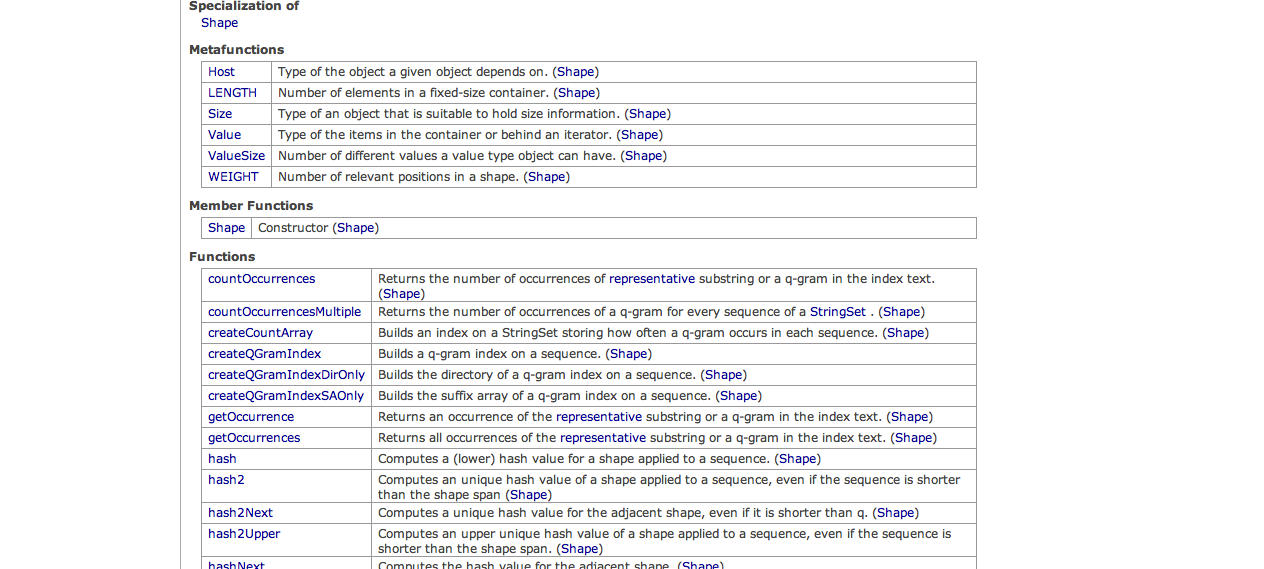 Specialization of
Shape
Metafunctions
Host Type of the object a given object depends on. (Shape)
LENGTH Number of elements in a fixed-size container. (Shape)
Size Type of an object that is suitable to hold size information. (Shape)
Value Type of the items in the container or behind an iterator. (Shape)
ValueSize Number of different values a value type object can have. (Shape)
WEIGHT Number of relevant positions in a shape. (Shape)
Member Functions
Shape Constructor (Shape)
Functions
countOccurrences Returns the number of occurrences of representative substring or a q-gram in the index text.
(Shape)
countOccurrencesMultiple Returns the number of occurrences of a q-gram for every sequence of a StringSet . (Shape)
createCountArray Builds an index on a StringSet storing how often a q-gram occurs in each sequence. (Shape)
createQGramIndex Builds a q-gram index on a sequence. (Shape)
createQGramIndexDirOnly Builds the directory of a q-gram index on a sequence. (Shape)
createQGramIndexSAOnly Builds the suffix array of a q-gram index on a sequence. (Shape)
getOccurrence Returns an occurrence of the representative substring or a q-gram in the index text. (Shape)
getOccurrences Returns all occurrences of the representative substring or a q-gram in the index text. (Shape)
hash Computes a (lower) hash value for a shape applied to a sequence. (Shape)
hash2 Computes an unique hash value of a shape applied to a sequence, even if the sequence is shorter
than the shape span (Shape)
hash2Next Computes a unique hash value for the adjacent shape, even if it is shorter than q. (Shape)
hash2Upper Computes an upper unique hash value of a shape applied to a sequence, even if the sequence is
shorter than the shape span. (Shape)
hashNext Computes the hash value for the adjacent shape. (Shape)